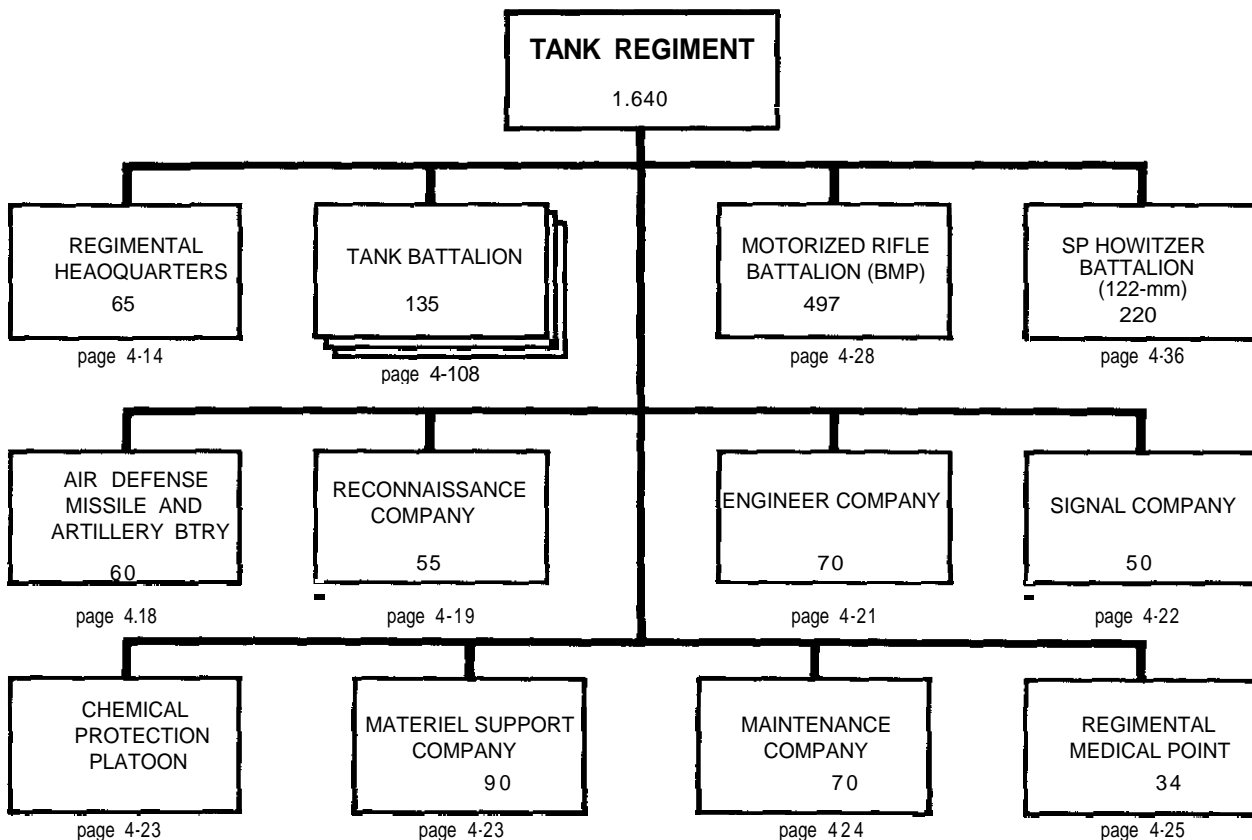 TANK REGIMENT
1.640
REGIMENTAL
HEAOQUARTERS
65
page 4-14
TANK BATTALION
135
page 4-108
MOTORIZED RIFLE
BATTALION (BMP)
497
page 4-28
SP HOWITZER
BATTALION
(122-mm)
220
page 4-36
AIR DEFENSE
MISSILE AND
ARTILLERY BTRY
60
page 4.18
RECONNAISSANCE
COMPANY
55
page 4-19
ENGINEER COMPANY
70
page 4-21
SIGNAL COMPANY
50
page 4-22
CHEMICAL
PROTECTION
PLATOON
page 4-23
MATERIEL SUPPORT
COMPANY
90
page 4-23
MAINTENANCE
COMPANY
70
page 424
REGIMENTAL
MEDICAL POINT
34
page 4-25